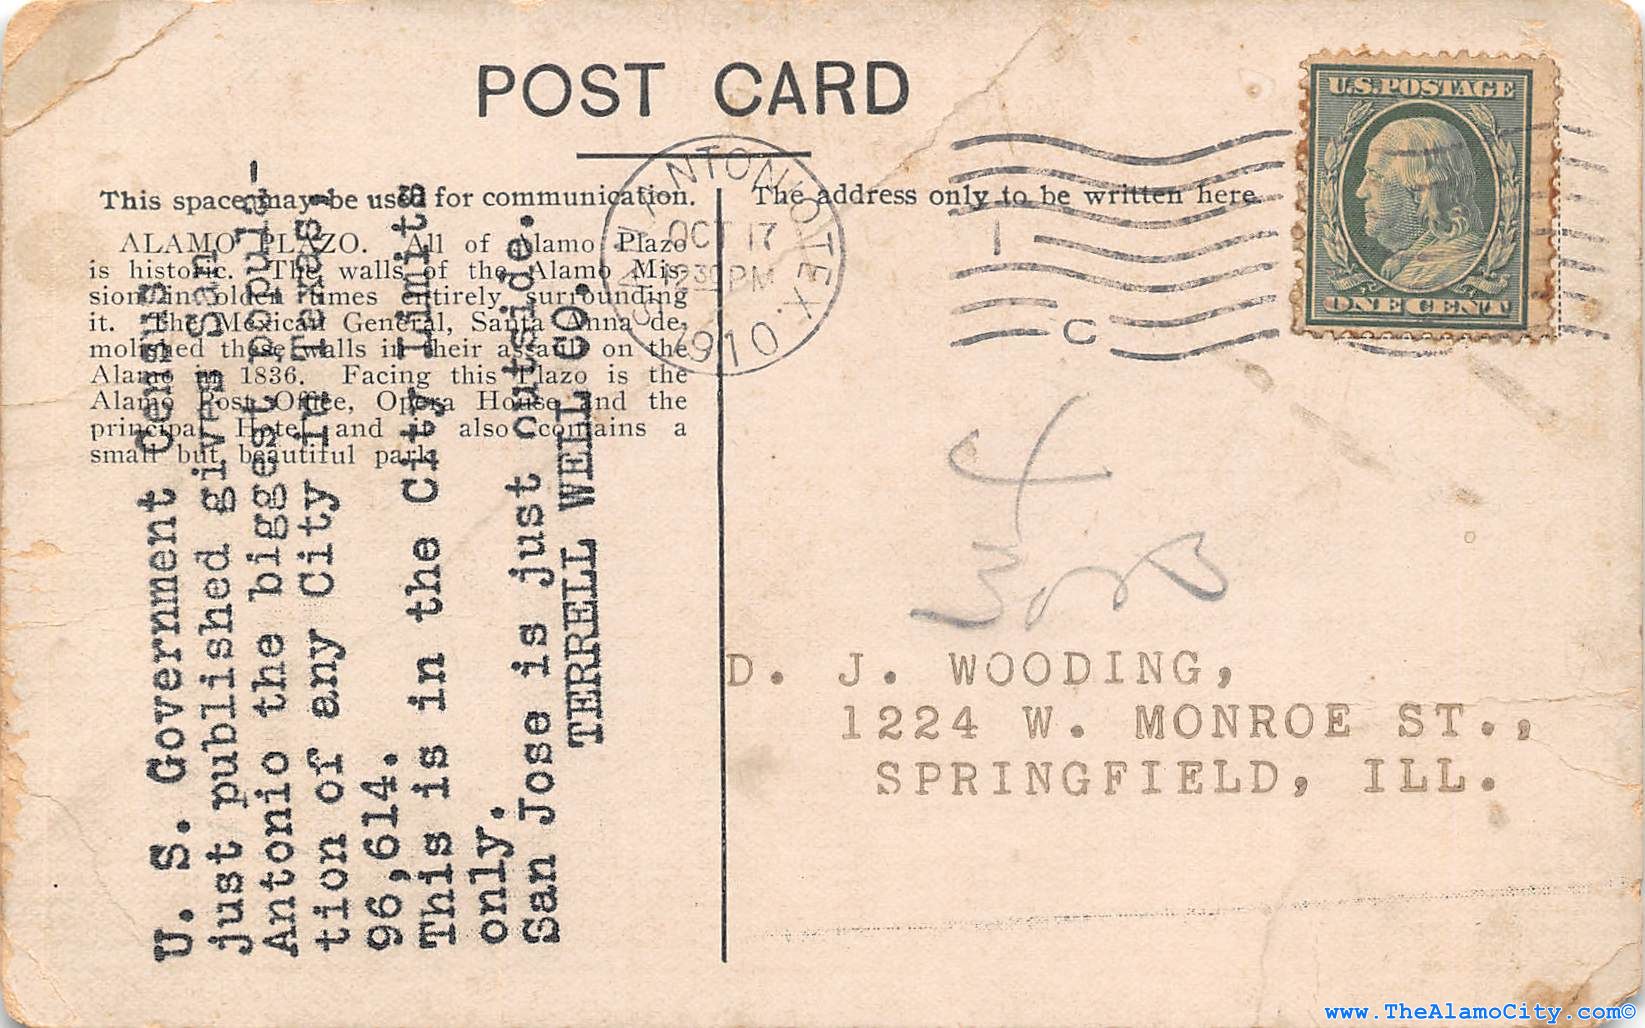 POST CARD
This space may be used for communication.
ALAMO PLAZO. All of Alamo Plazo
is historic. The walls of the Alamo Mis-
sion in olden times entirely surrounding
it. The Mexican General, Santa Anna de-
molished these walls in their assault on the
Alamo in 1836. Facing this Plazo is the
Alamo Post Office, Opera House and the
principal Hotel and it also contains a
small but beautiful park.
U. S. Government Census
just published gives San
Antonio the biggest popula-
tion of any City in Texas,
96,614.
This is in the City Limits
only.
San Jose is just outside.
TERRELL WELL CO.
SAN ANTONIO, TEX.
OCT 17
12-30PM
1910
1
C
U.S. POSTAGE
ONE CENT
The address only to be written here.
D. J. WOODING,
1224 W. MONROE ST.,
SPRINGFIELD, ILL.
www.TheAlamoCity.com©